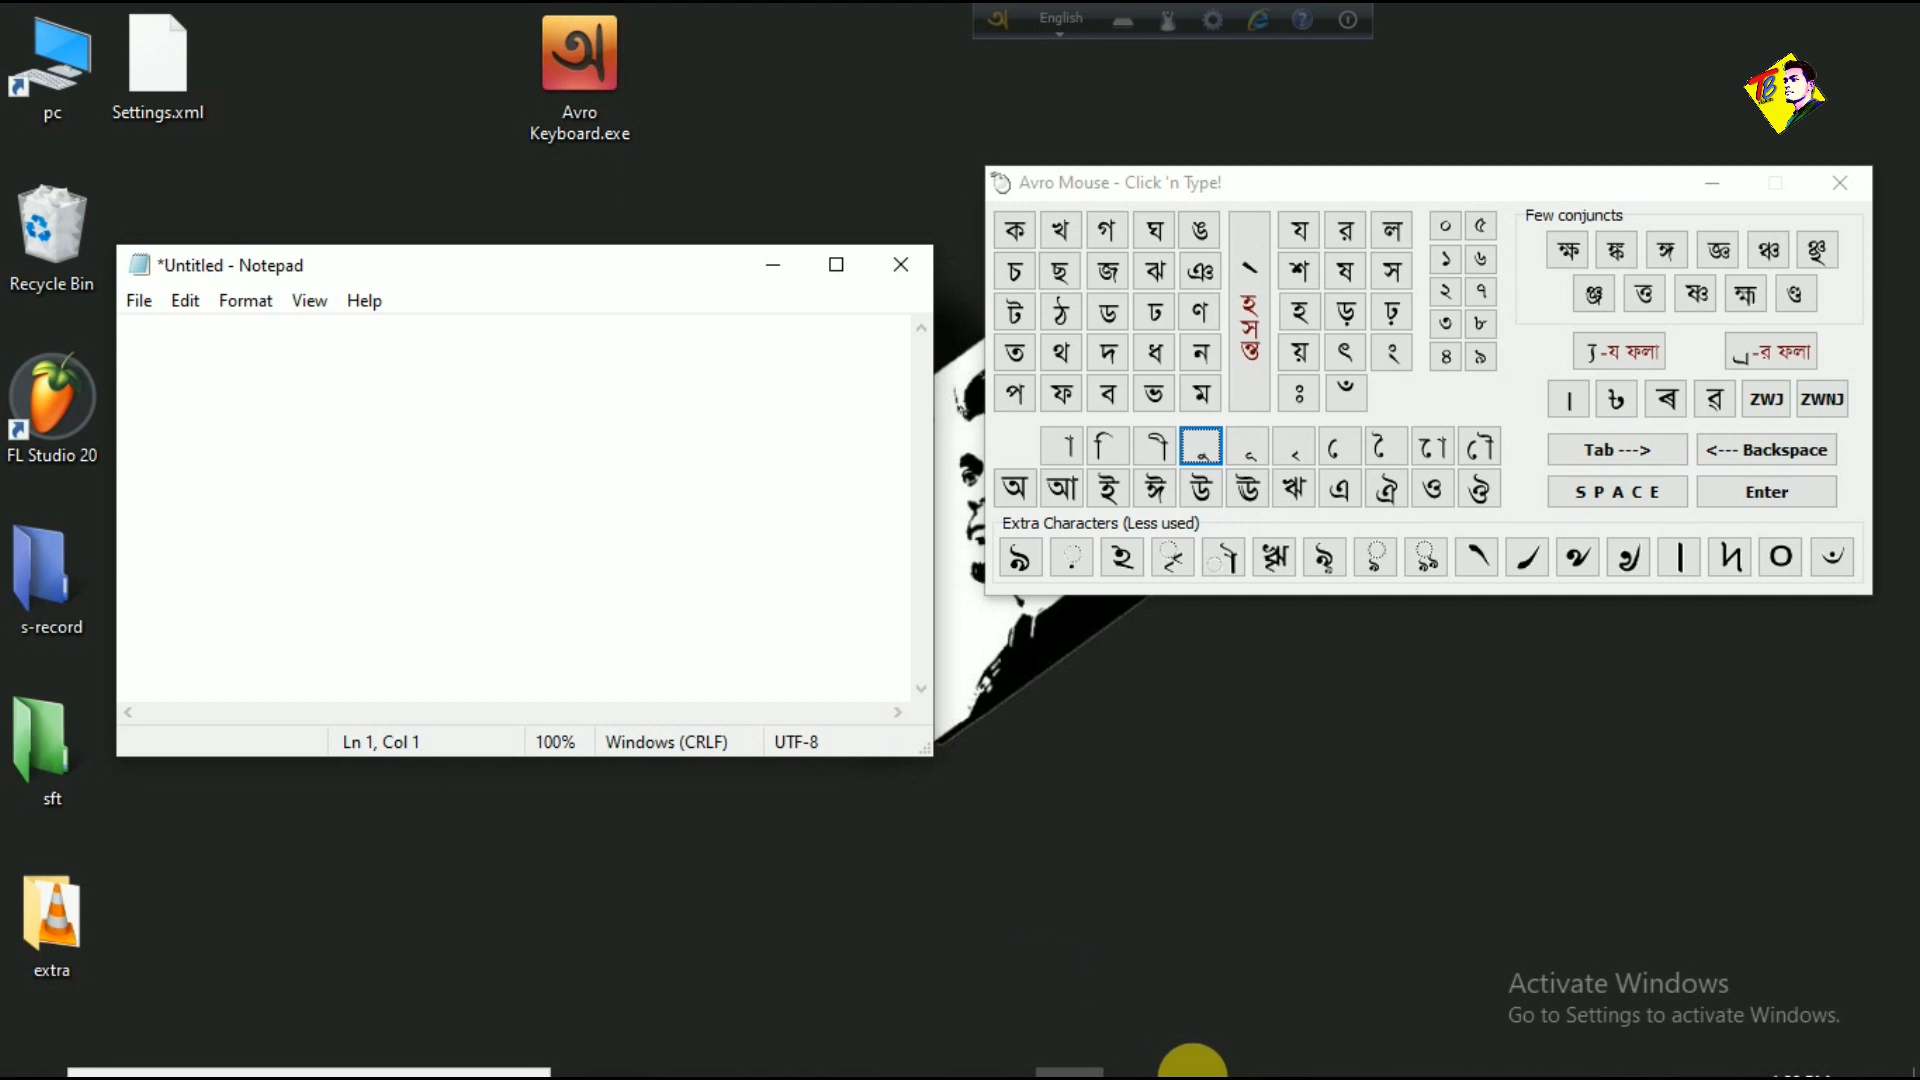 English
pc
Settings.xml
Avro
Keyboard.exe
Recycle Bin
FL Studio 20
s-record
sft
extra
*Untitled - Notepad
File Edit Format View Help
Ln 1, Col 1 100% Windows (CRLF) UTF-8
Avro Mouse - Click 'n Type!
ক খ গ ঘ ঙ য র ল ০ ৫
চ ছ জ ঝ ঞ শ ষ স ১ ৬
ট ঠ ড ঢ ণ হ ড় ঢ় ২ ৭
ত থ দ ধ ন য় ৎ ং ৩ ৮
প ফ ব ভ ম ঃ ঁ ৪ ৯
হসন্ত
া ি ী ু ূ ৃ ে ৈ ো ৌ
অ আ ই ঈ উ ঊ ঋ এ ঐ ও ঔ
Few conjuncts
ক্ষ ঙ্ক ঙ্গ জ্ঞ ঞ্চ ঞ্ছ
ঞ্জ ত্ত ষ্ণ হ্ম ণ্ড
্য-য ফলা ্র-র ফলা
। ৳ ৰ ৱ ZWJ ZWNJ
Tab ---> <--- Backspace
S P A C E Enter
Extra Characters (Less used)
TB
Activate Windows
Go to Settings to activate Windows.